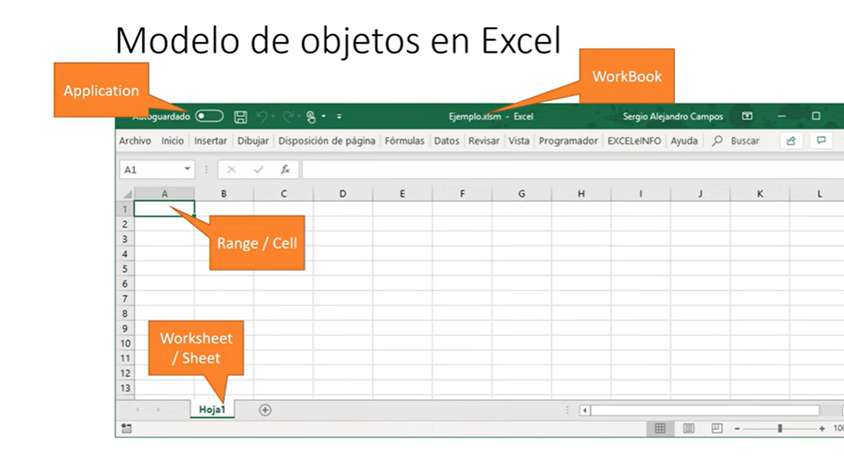 Modelo de objetos en Excel
Application
WorkBook
Autoguardado
Ejemplo.xlsm - Excel
Sergio Alejandro Campos
Archivo Inicio Insertar Dibujar Disposición de página Fórmulas Datos Revisar Vista Programador EXCELeINFO Ayuda Buscar
A1
fx
A B C D E F G H I J K L
1
2
3
Range / Cell
4
5
6
7
8
9
Worksheet
/ Sheet
10
11
12
13
Hoja1
- + 100